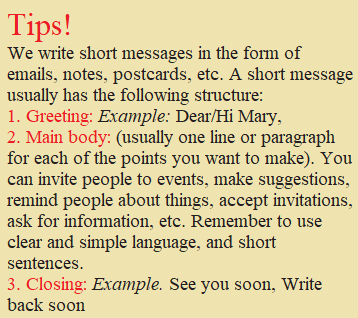 Tips!
We write short messages in the form of
emails, notes, postcards, etc. A short message
usually has the following structure:
1. Greeting: Example: Dear/Hi Mary,
2. Main body: (usually one line or paragraph
for each of the points you want to make). You
can invite people to events, make suggestions,
remind people about things, accept invitations,
ask for information, etc. Remember to use
clear and simple language, and short
sentences.
3. Closing: Example. See you soon, Write
back soon